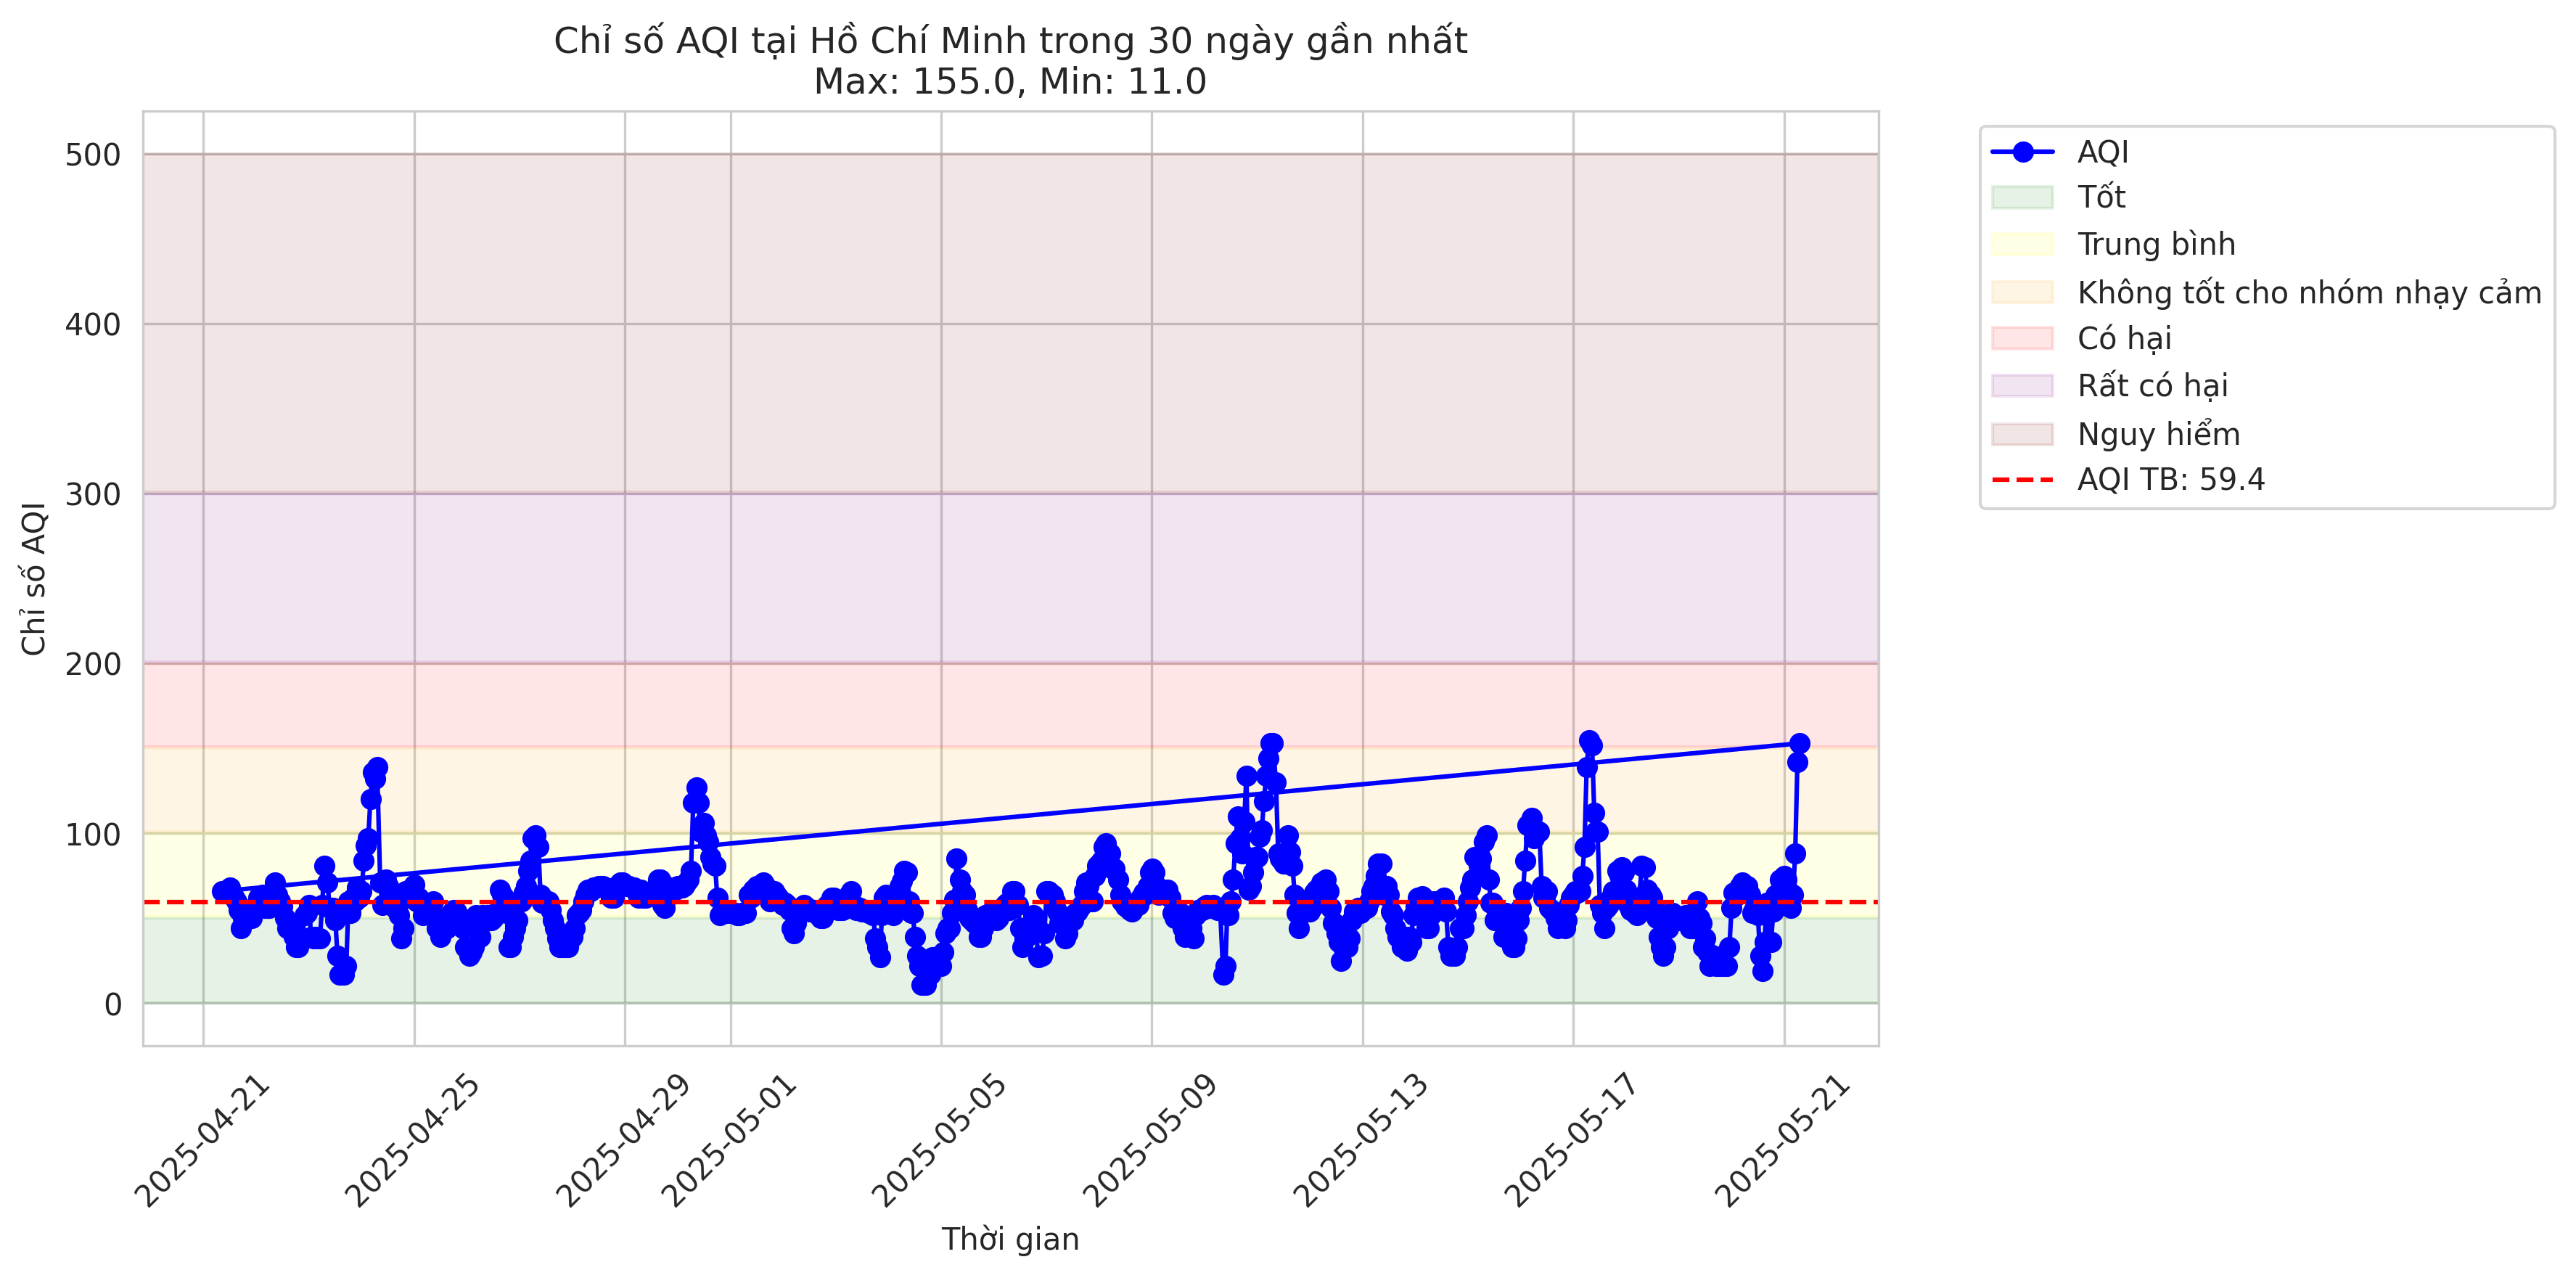 Chỉ số AQI tại Hồ Chí Minh trong 30 ngày gần nhất
Max: 155.0, Min: 11.0
Chỉ số AQI
500
400
300
200
100
0
2025-04-21
2025-04-25
2025-04-29
2025-05-01
2025-05-05
2025-05-09
2025-05-13
2025-05-17
2025-05-21
Thời gian
AQI
Tốt
Trung bình
Không tốt cho nhóm nhạy cảm
Có hại
Rất có hại
Nguy hiểm
AQI TB: 59.4